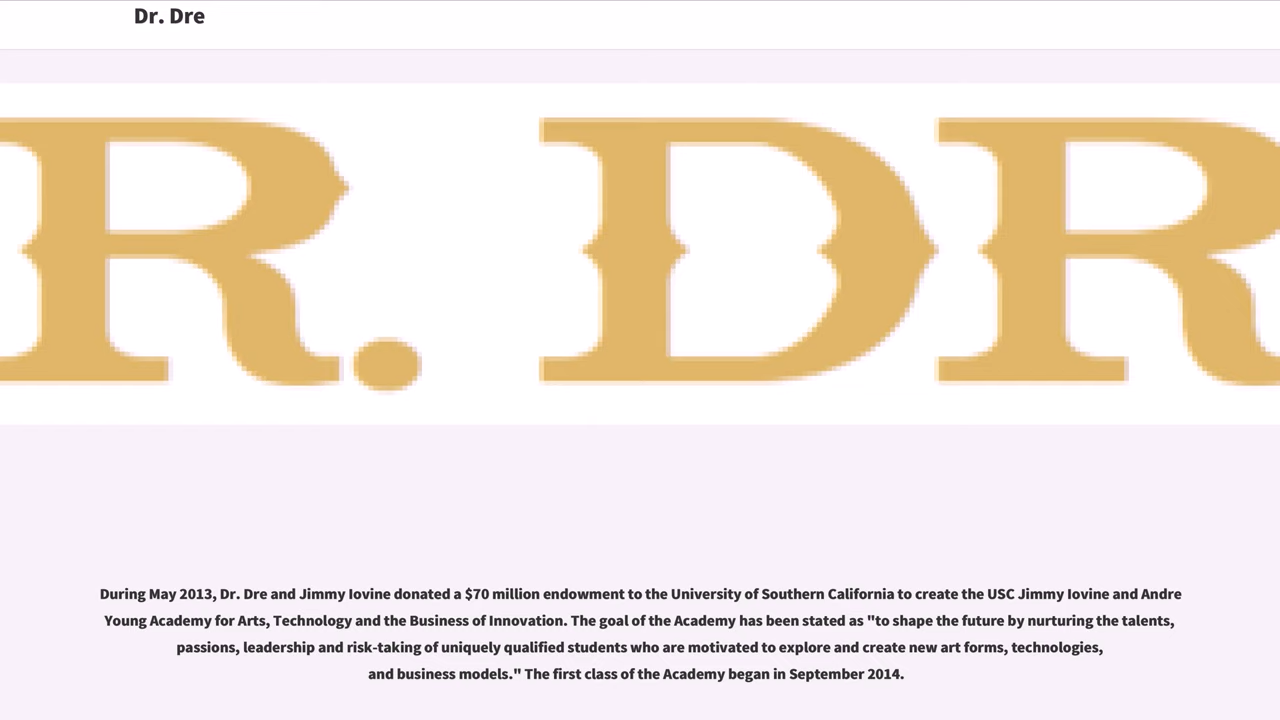 Dr. Dre
R. DR
During May 2013, Dr. Dre and Jimmy Iovine donated a $70 million endowment to the University of Southern California to create the USC Jimmy Iovine and Andre
Young Academy for Arts, Technology and the Business of Innovation. The goal of the Academy has been stated as "to shape the future by nurturing the talents,
passions, leadership and risk-taking of uniquely qualified students who are motivated to explore and create new art forms, technologies,
and business models." The first class of the Academy began in September 2014.